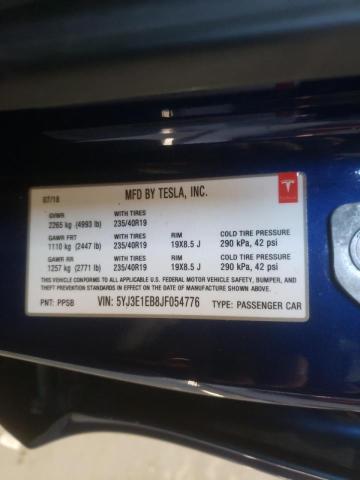 07/18 MFD BY TESLA, INC.
GVWR WITH TIRES
2265 kg (4993 lb) 235/40R19
GAWR FRT WITH TIRES RIM COLD TIRE PRESSURE
1110 kg (2447 lb) 235/40R19 19X8.5 J 290 kPa, 42 psi
GAWR RR WITH TIRES RIM COLD TIRE PRESSURE
1257 kg (2771 lb) 235/40R19 19X8.5 J 290 kPa, 42 psi
THIS VEHICLE CONFORMS TO ALL APPLICABLE U.S. FEDERAL MOTOR VEHICLE SAFETY, BUMPER, AND
THEFT PREVENTION STANDARDS IN EFFECT ON THE DATE OF MANUFACTURE SHOWN ABOVE.
PNT: PPSB VIN: 5YJ3E1EB8JF054776 TYPE: PASSENGER CAR